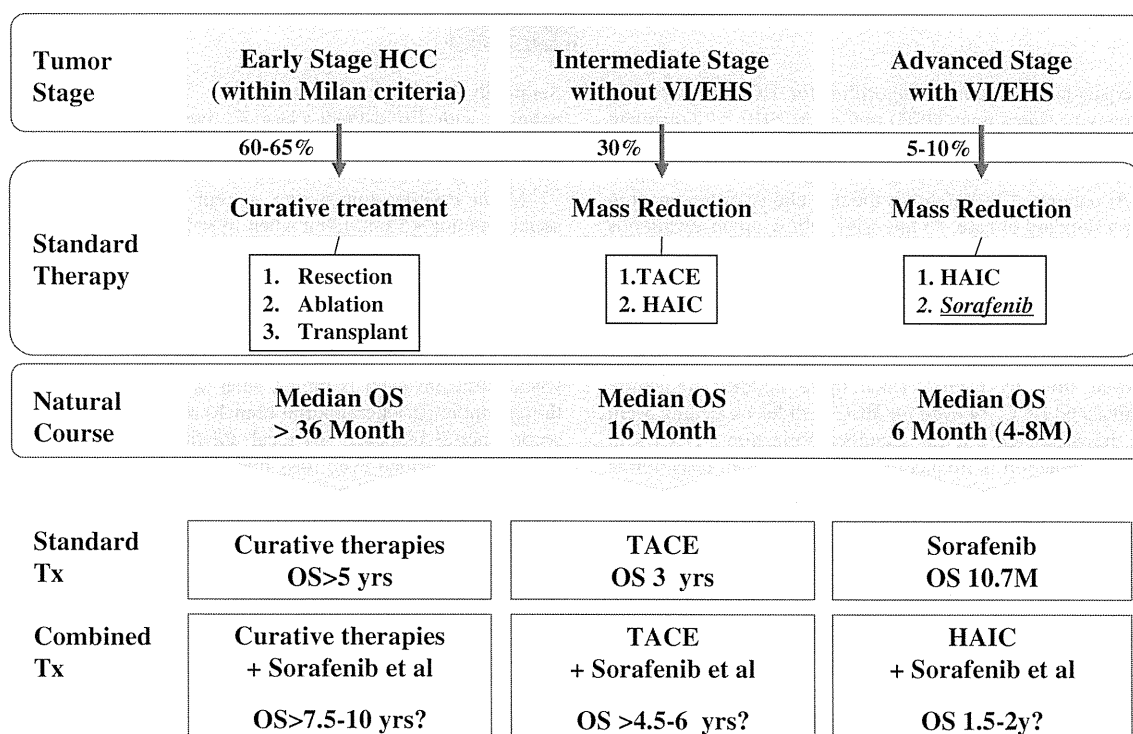 Tumor
Stage
Early Stage HCC
(within Milan criteria)
Intermediate Stage
without VI/EHS
Advanced Stage
with VI/EHS
60-65%
30%
5-10%
Standard
Therapy
Curative treatment
1. Resection
2. Ablation
3. Transplant
Mass Reduction
1.TACE
2. HAIC
Mass Reduction
1. HAIC
2. Sorafenib
Natural
Course
Median OS
> 36 Month
Median OS
16 Month
Median OS
6 Month (4-8M)
Standard
Tx
Curative therapies
OS>5 yrs
TACE
OS 3 yrs
Sorafenib
OS 10.7M
Combined
Tx
Curative therapies
+ Sorafenib et al
OS>7.5-10 yrs?
TACE
+ Sorafenib et al
OS >4.5-6 yrs?
HAIC
+ Sorafenib et al
OS 1.5-2y?